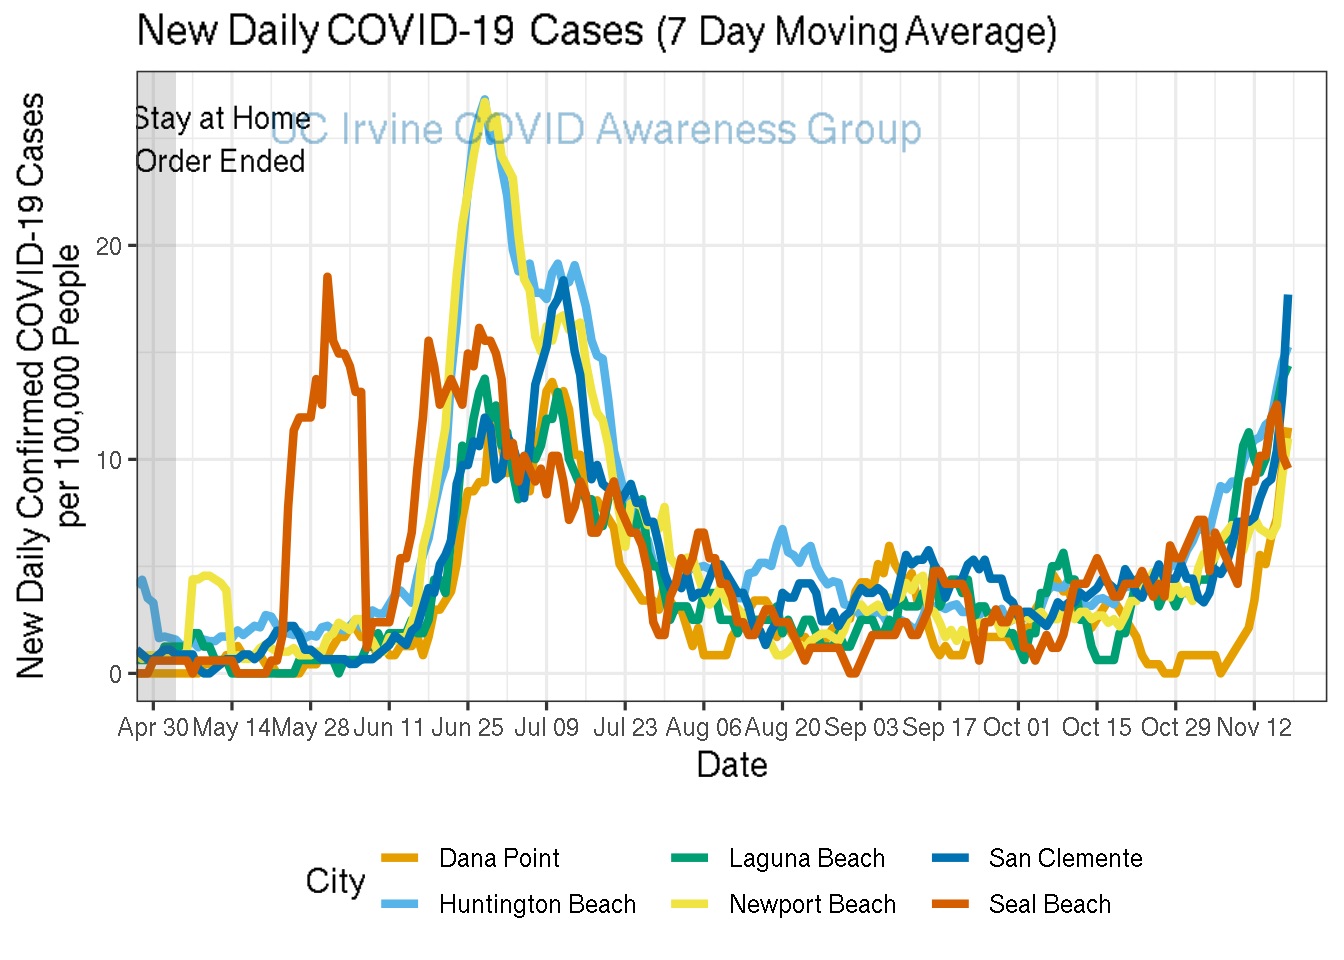 New Daily COVID-19 Cases (7 Day Moving Average)
New Daily Confirmed COVID-19 Cases
per 100,000 People
Stay at Home
Order Ended
UC Irvine COVID Awareness Group
20
10
0
Apr 30 May 14 May 28 Jun 11 Jun 25 Jul 09 Jul 23 Aug 06 Aug 20 Sep 03 Sep 17 Oct 01 Oct 15 Oct 29 Nov 12
Date
City
Dana Point Laguna Beach San Clemente
Huntington Beach Newport Beach Seal Beach